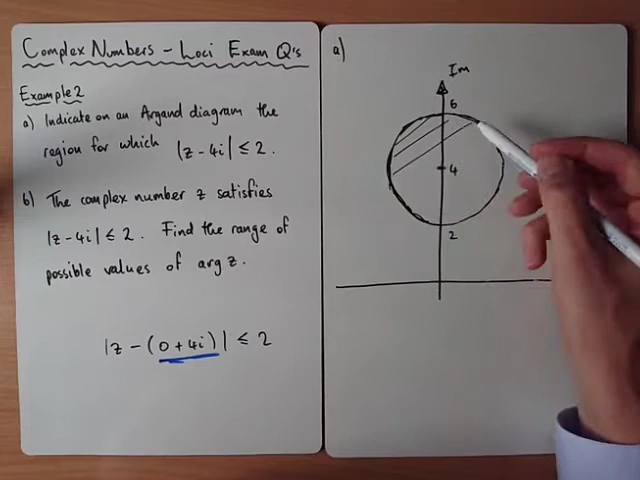 Complex Numbers - Loci Exam Q's
Example 2
a) Indicate on an Argand diagram the
region for which |z - 4i| ≤ 2.
b) The complex number z satisfies
|z - 4i| ≤ 2. Find the range of
possible values of arg z.
|z - (0 + 4i)| ≤ 2
a)
Im
6
4
2